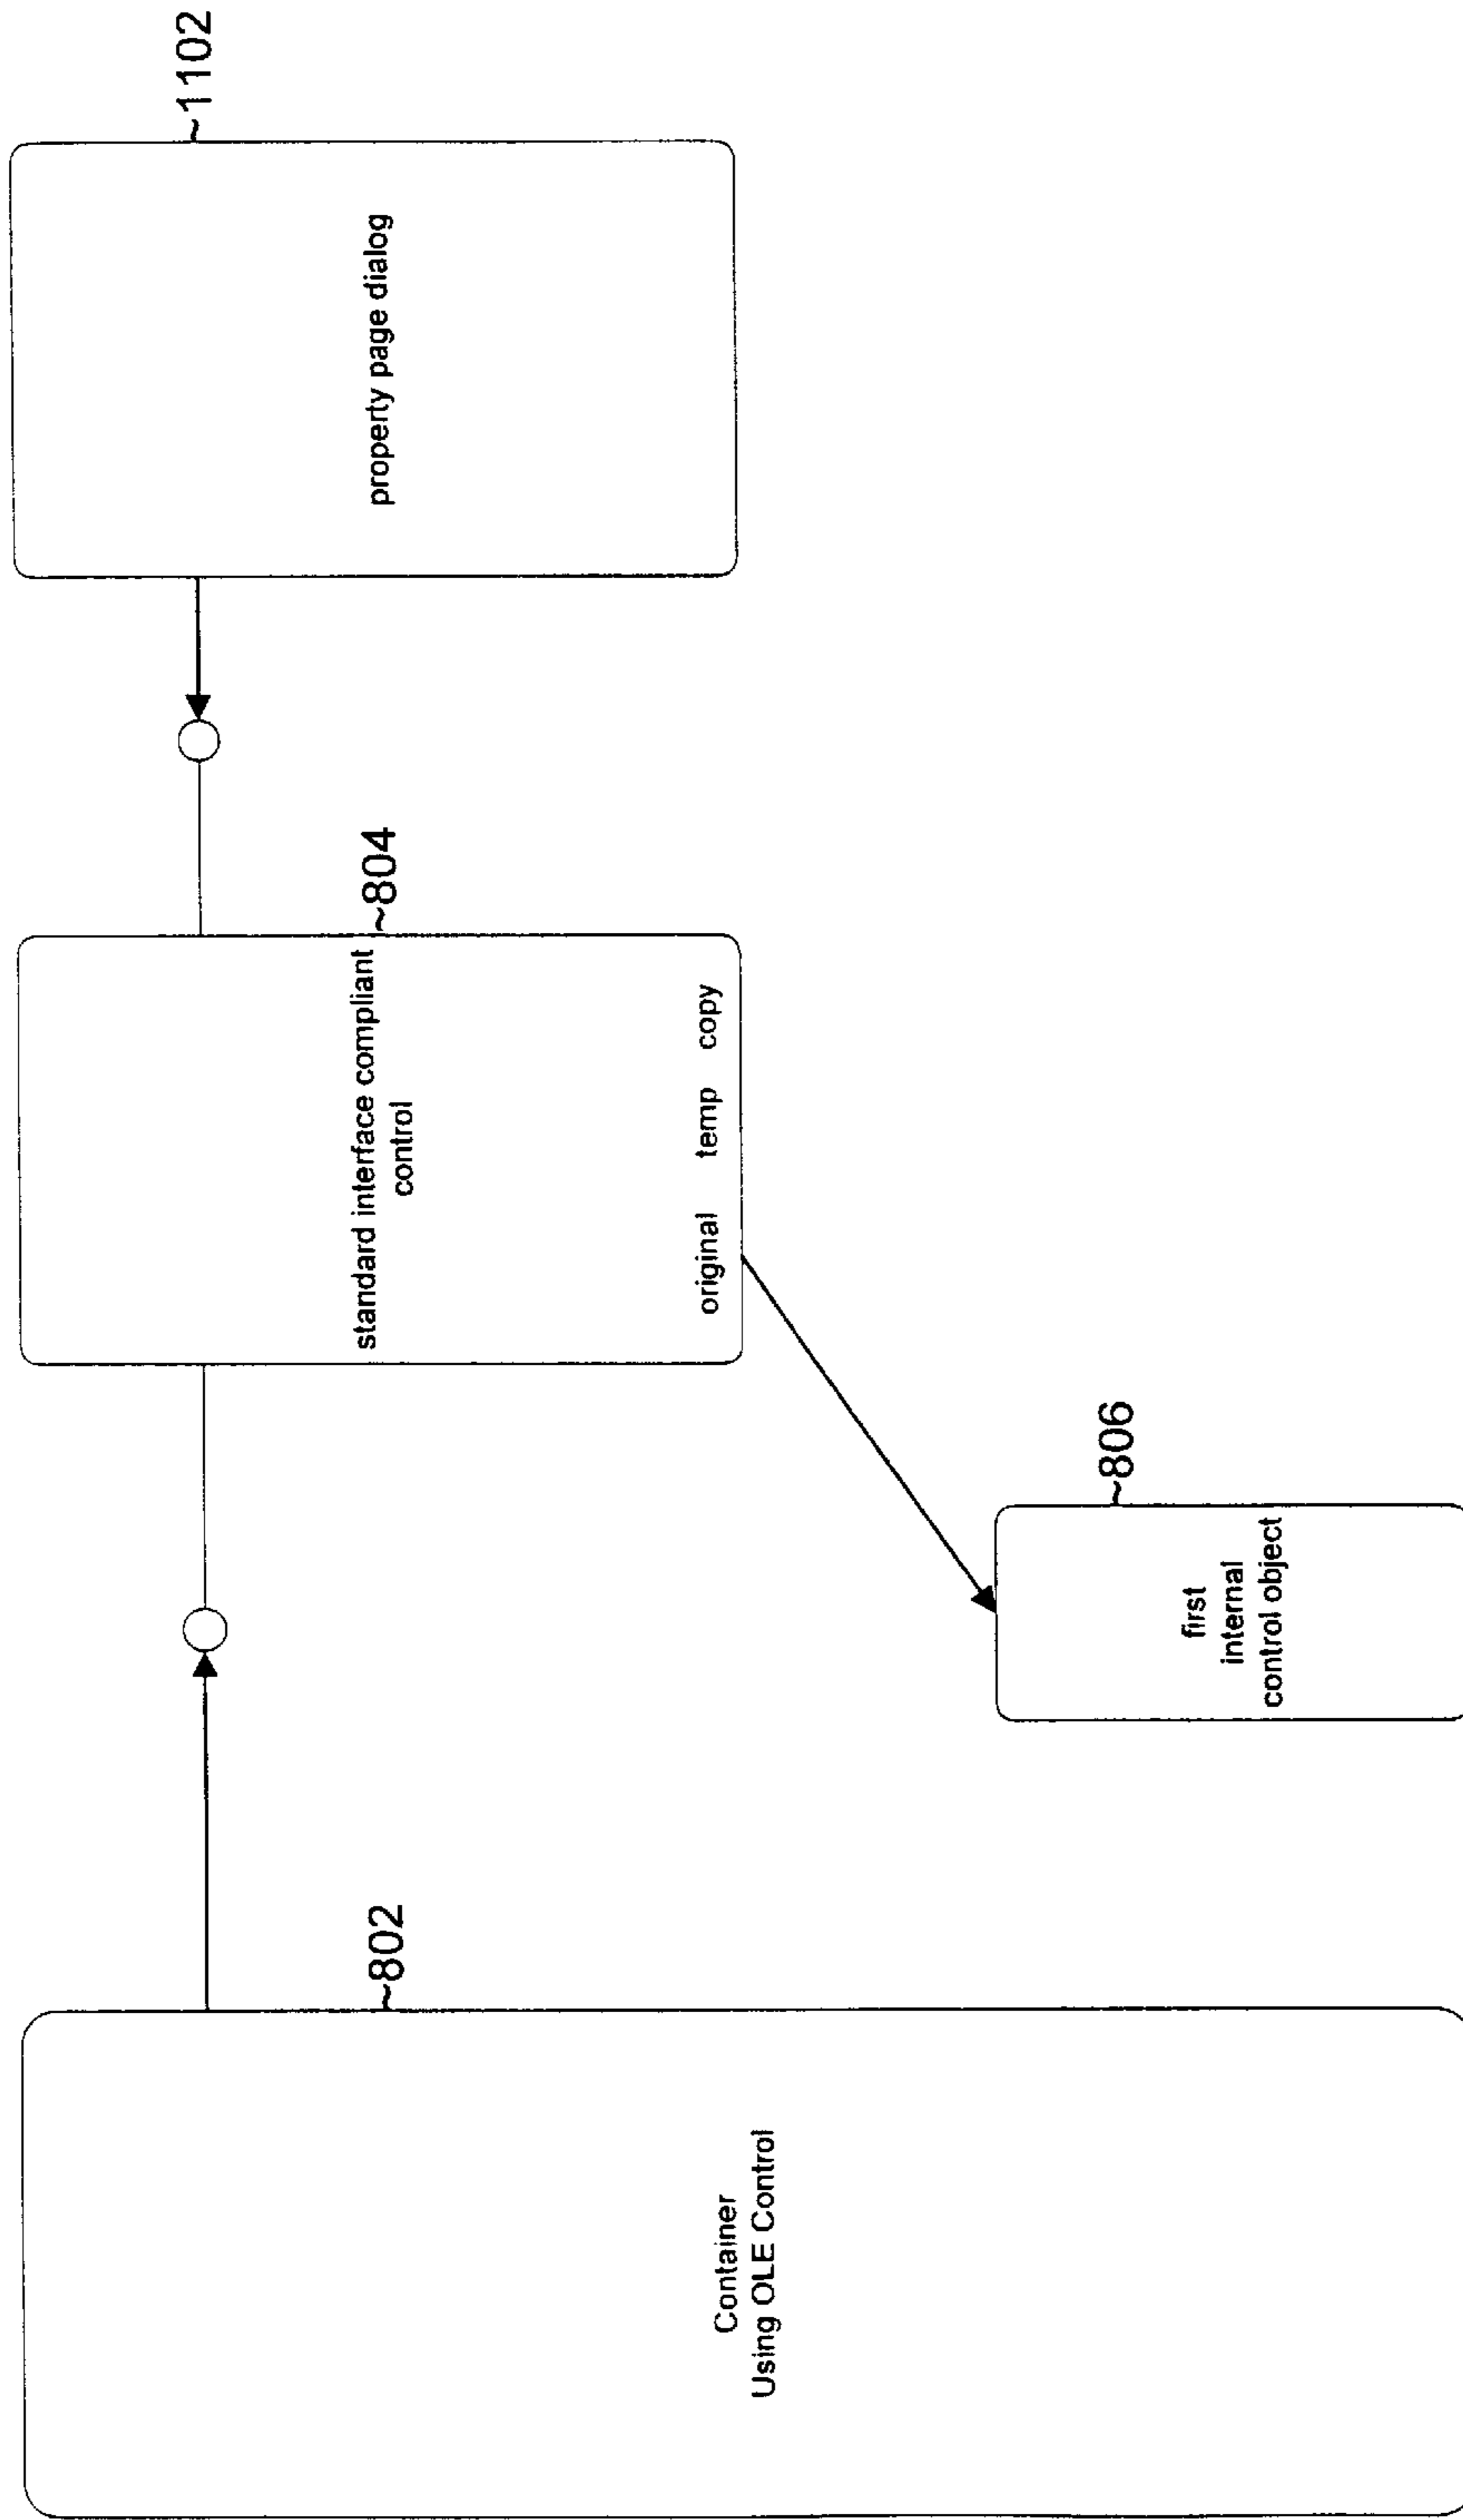 Container
Using OLE Control
~802
standard interface compliant
control
~804
original temp copy
first
internal
control object
~806
property page dialog
~1102